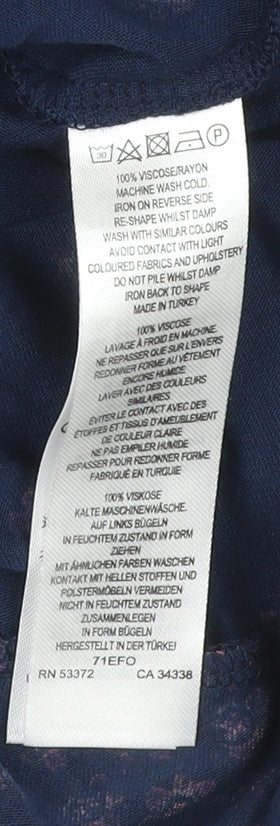 30 P
100% VISCOSE/RAYON
MACHINE WASH COLD.
IRON ON REVERSE SIDE
RE-SHAPE WHILST DAMP
WASH WITH SIMILAR COLOURS
AVOID CONTACT WITH LIGHT
COLOURED FABRICS AND UPHOLSTERY
DO NOT PILE WHILST DAMP
IRON BACK TO SHAPE
MADE IN TURKEY
100% VISCOSE
LAVAGE À FROID EN MACHINE.
NE REPASSER QUE SUR L'ENVERS
REDONNER FORME AU VÊTEMENT
ENCORE HUMIDE
LAVER AVEC DES COULEURS
SIMILAIRES
EVITER LE CONTACT AVEC DES
ETOFFES ET TISSUS D'AMEUBLEMENT
DE COULEUR CLAIRE
NE PAS EMPILER HUMIDE
REPASSER POUR REDONNER FORME
FABRIQUÉ EN TURQUIE
100% VISKOSE
KALTE MASCHINENWÄSCHE.
AUF LINKS BÜGELN
IN FEUCHTEM ZUSTAND IN FORM
ZIEHEN
MIT ÄHNLICHEN FARBEN WASCHEN
KONTAKT MIT HELLEN STOFFEN UND
POLSTERMÖBELN VERMEIDEN
NICHT IN FEUCHTEM ZUSTAND
ZUSAMMENLEGEN
IN FORM BÜGELN
HERGESTELLT IN DER TÜRKEI
71EFO
RN 53372 CA 34338